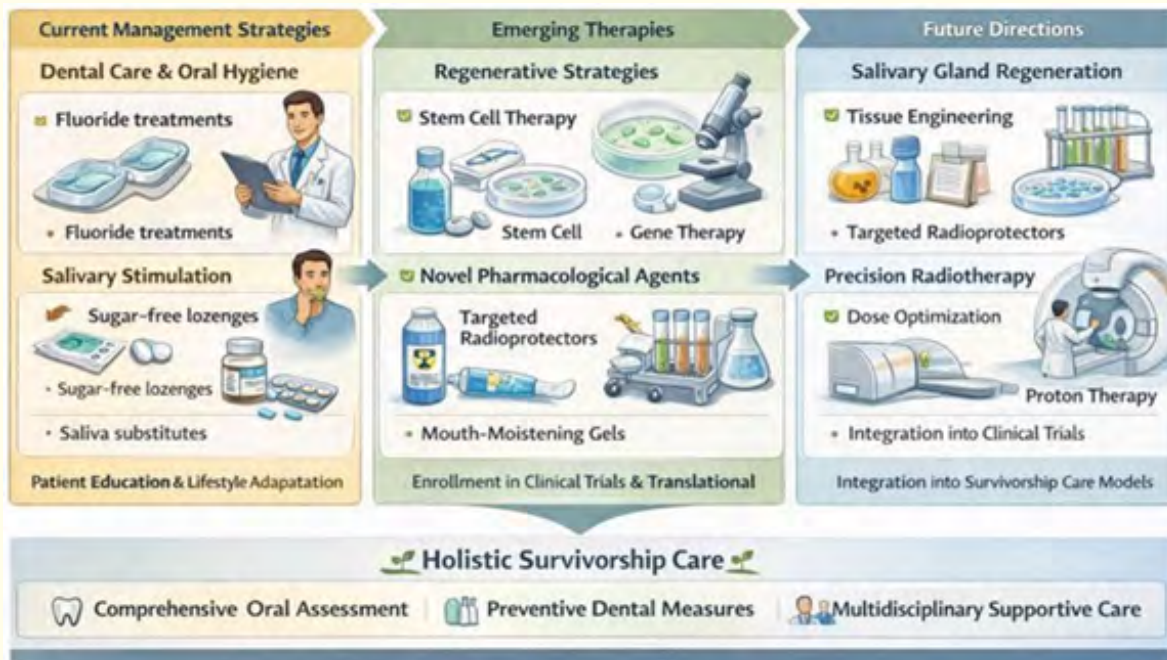 Current Management Strategies
Dental Care & Oral Hygiene
Fluoride treatments
• Fluoride treatments
Salivary Stimulation
Sugar-free lozenges
• Sugar-free lozenges
• Saliva substitutes
Patient Education & Lifestyle Adapatation
Emerging Therapies
Regenerative Strategies
Stem Cell Therapy
Stem Cell
• Gene Therapy
Novel Pharmacological Agents
Targeted
Radioprotectors
• Mouth-Moistening Gels
Enrollment in Clinical Trials & Translational
Future Directions
Salivary Gland Regeneration
Tissue Engineering
• Targeted Radioprotectors
Precision Radiotherapy
Dose Optimization
Proton Therapy
• Integration into Clinical Trials
Integration into Survivorship Care Models
Holistic Survivorship Care
Comprehensive Oral Assessment
Preventive Dental Measures
Multidisciplinary Supportive Care